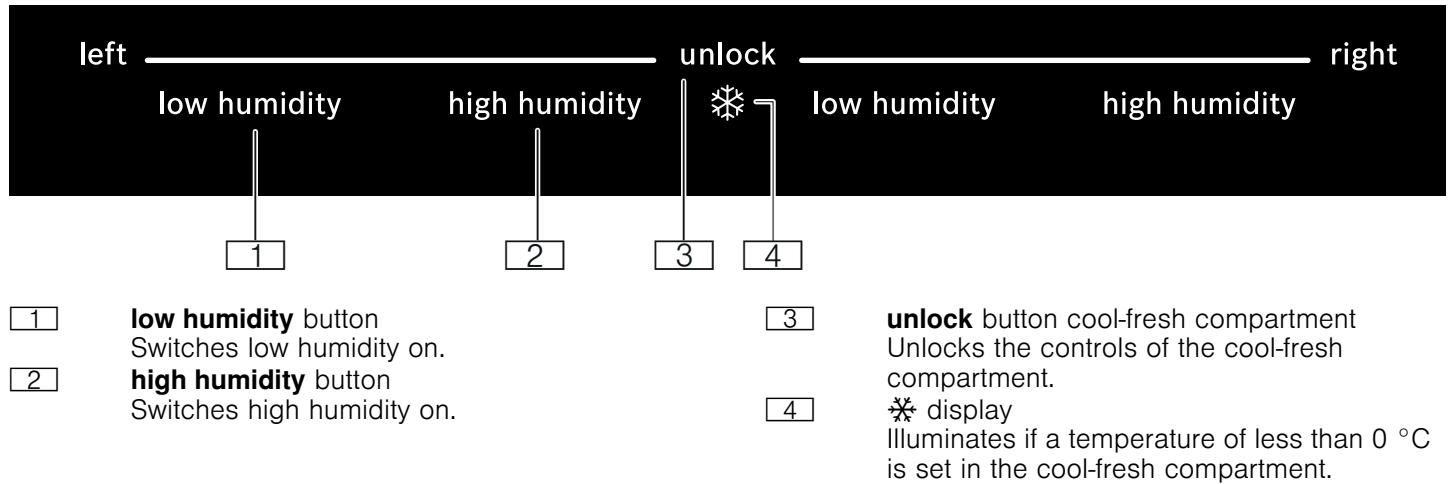 left unlock right
low humidity high humidity ❄ low humidity high humidity
1 2 3 4
1 low humidity button
Switches low humidity on.
2 high humidity button
Switches high humidity on.
3 unlock button cool-fresh compartment
Unlocks the controls of the cool-fresh
compartment.
4 ❄ display
Illuminates if a temperature of less than 0 °C
is set in the cool-fresh compartment.